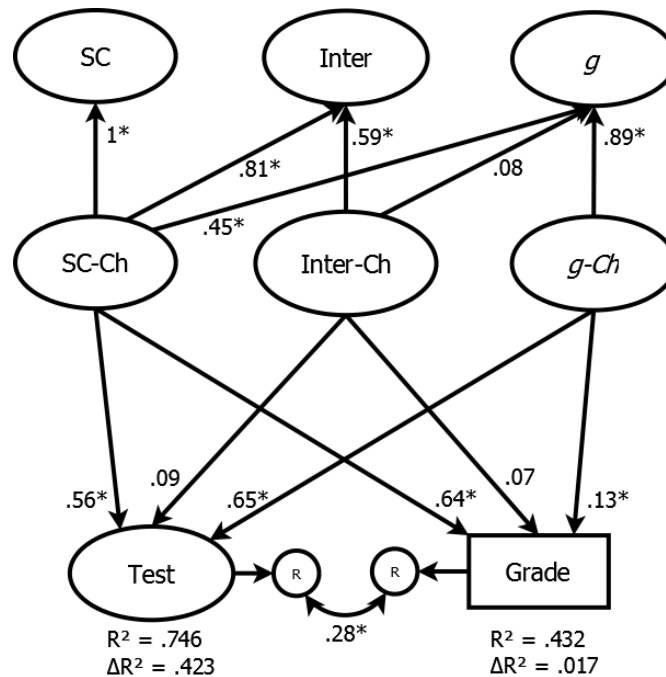 SC
Inter
g
1*
.81*
.59*
.08
.89*
.45*
SC-Ch
Inter-Ch
g-Ch
.56*
.09
.65*
.64*
.07
.13*
Test
R
R
Grade
.28*
R² = .746
ΔR² = .423
R² = .432
ΔR² = .017